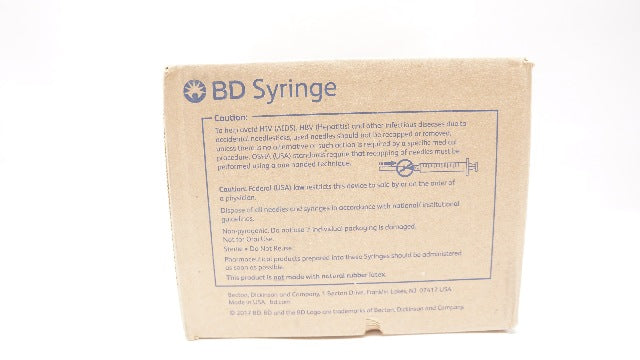 BD Syringe
Caution:
To help avoid HIV (AIDS), HBV (Hepatitis) and other infectious diseases due to
accidental needlesticks, used needles should not be recapped or removed,
unless there is no alternative or such action is required by a specific medical
procedure. OSHA (USA) standards require that recapping of needles must be
performed using a one handed technique.
Caution: Federal (USA) law restricts this device to sale by or on the order of
a physician.
Dispose of all needles and syringes in accordance with national/ institutional
guidelines.
Non-pyrogenic. Do not use if individual packaging is damaged.
Not for Oral Use.
Sterile • Do Not Reuse
Pharmaceutical products prepared into these Syringes should be administered
as soon as possible.
This product is not made with natural rubber latex.
Becton, Dickinson and Company, 1 Becton Drive, Franklin Lakes, NJ 07417 USA
Made in USA. bd.com
© 2017 BD. BD and the BD Logo are trademarks of Becton, Dickinson and Company.